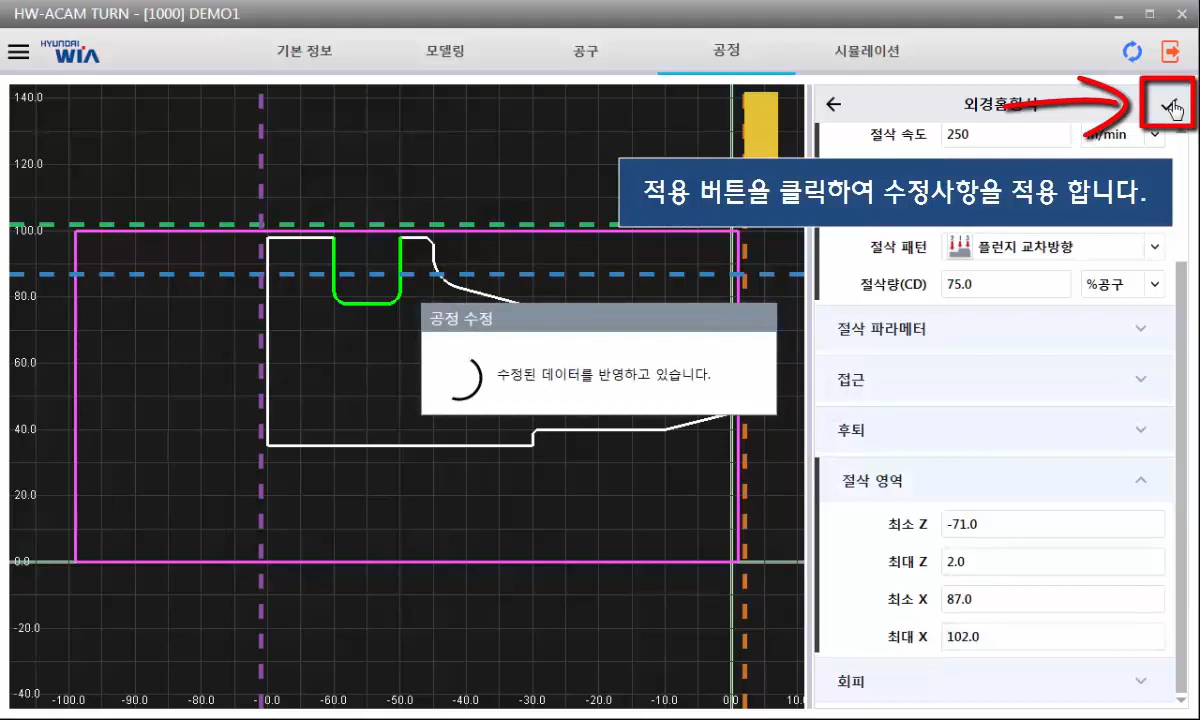 HW-ACAM TURN - [1000] DEMO1
HYUNDAI
WIA
기본 정보
모델링
공구
공정
시뮬레이션
140.0
120.0
100.0
80.0
60.0
40.0
20.0
0.0
-20.0
-40.0
-100.0
-90.0
-80.0
-60.0
-50.0
-40.0
-30.0
-20.0
-10.0
0.0
10.
절삭 속도
250
m/min
적용 버튼을 클릭하여 수정사항을 적용 합니다.
절삭 패턴
플런지 교차방향
절삭량(CD)
75.0
%공구
공정 수정
수정된 데이터를 반영하고 있습니다.
절삭 파라메터
접근
후퇴
절삭 영역
최소 Z
-71.0
최대 Z
2.0
최소 X
87.0
최대 X
102.0
회피